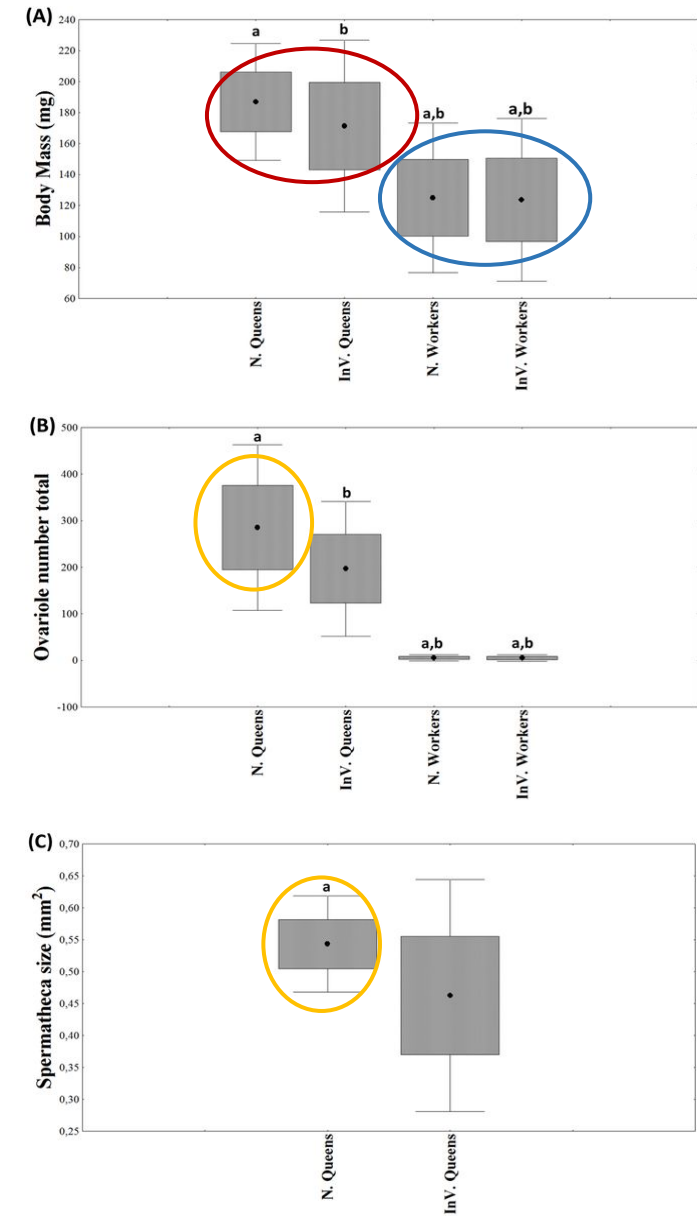 (A)
Body Mass (mg)
240
220
200
180
160
140
120
100
80
60
a
b
a,b
a,b
N. Queens
InV. Queens
N. Workers
InV. Workers
(B)
Ovariole number total
500
400
300
200
100
0
-100
a
b
a,b
a,b
N. Queens
InV. Queens
N. Workers
InV. Workers
(C)
Spermatheca size (mm²)
0,70
0,65
0,60
0,55
0,50
0,45
0,40
0,35
0,30
0,25
a
N. Queens
InV. Queens